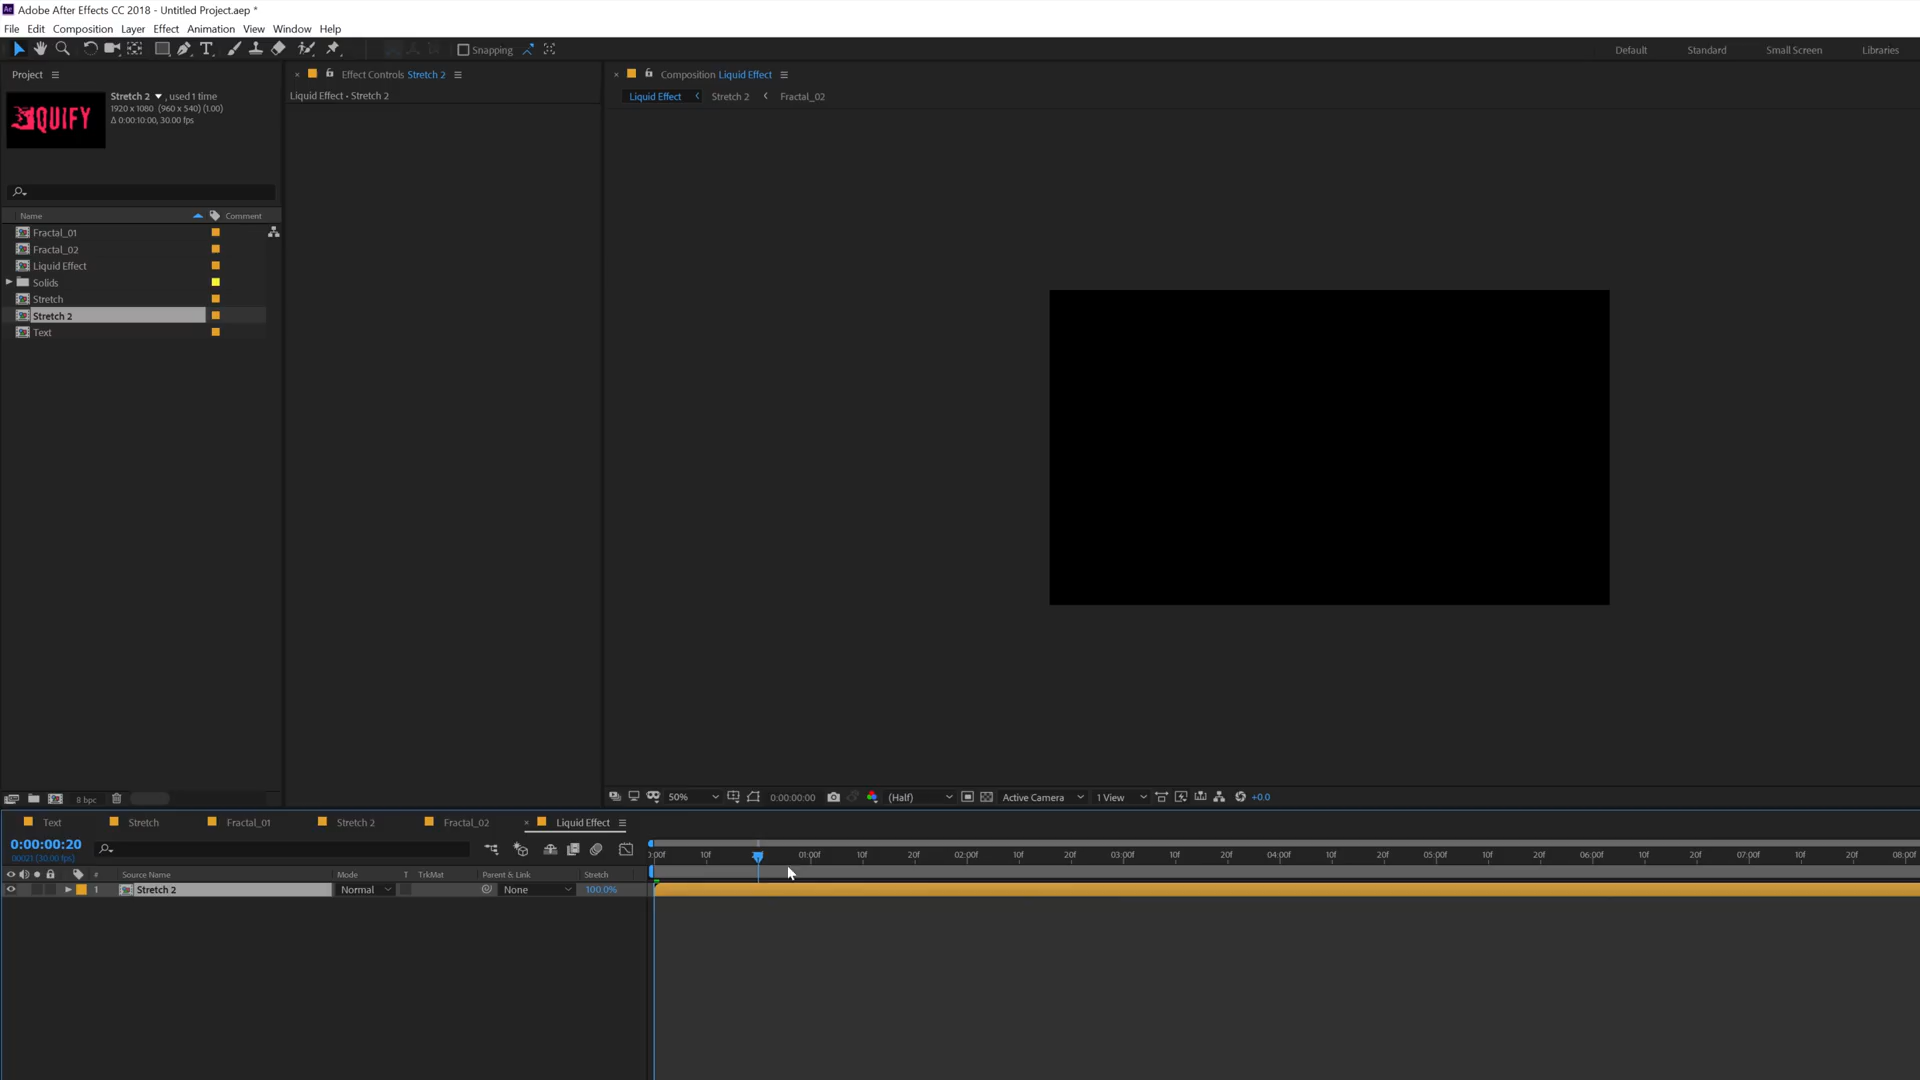 Adobe After Effects CC 2018 - Untitled Project.aep *
File Edit Composition Layer Effect Animation View Window Help
Snapping Default Standard Small Screen Libraries
Project
Effect Controls Stretch 2
Composition Liquid Effect
Stretch 2 , used 1 time
1920 x 1080 (960 x 540) (1.00)
Δ 0:00:10:00, 30.00 fps
QUIFY
Liquid Effect • Stretch 2
Liquid Effect Stretch 2 Fractal_02
Name Comment
Fractal_01
Fractal_02
Liquid Effect
Solids
Stretch
Stretch 2
Text
8 bpc
50% 0:00:00:00 (Half) Active Camera 1 View +0.0
Text Stretch Fractal_01 Stretch 2 Fractal_02 Liquid Effect
0:00:00:20
00021 (30.00 fps)
:00f 10f 01:00f 10f 20f 02:00f 10f 20f 03:00f 10f 20f 04:00f 10f 20f 05:00f 10f 20f 06:00f 10f 20f 07:00f 10f 20f 08:00f
# Source Name Mode T TrkMat Parent & Link Stretch
1 Stretch 2 Normal None 100.0%